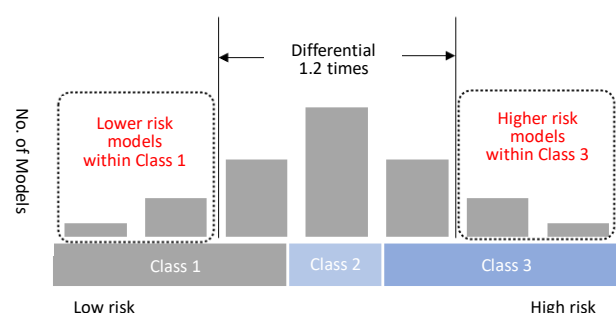 Differential
1.2 times
No. of Models
Lower risk
models
within Class 1
Higher risk
models
within Class 3
Class 1
Class 2
Class 3
Low risk
High risk